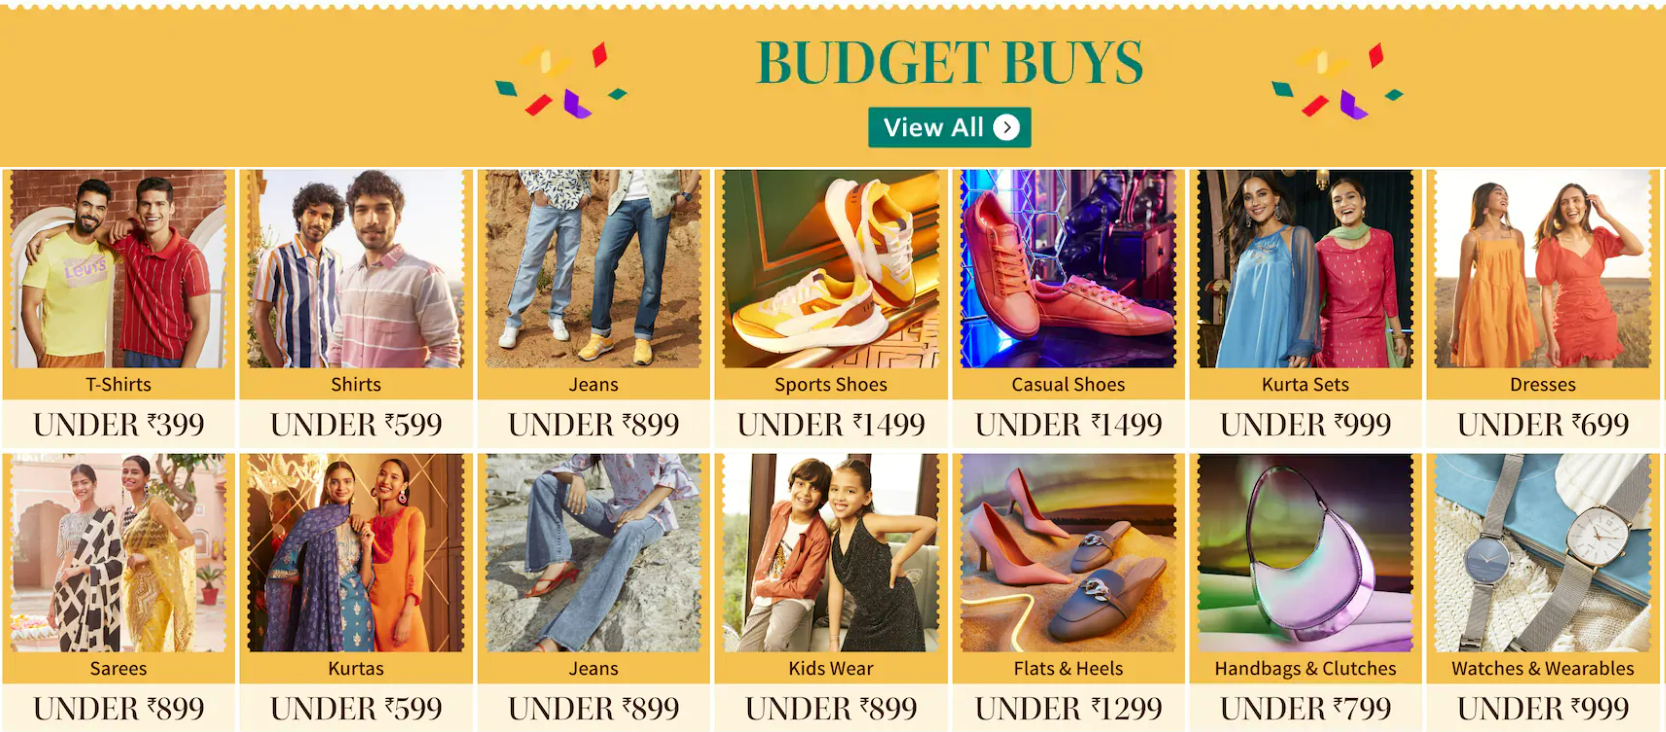 BUDGET BUYS
View All
T-Shirts
UNDER ₹399
Shirts
UNDER ₹599
Jeans
UNDER ₹899
Sports Shoes
UNDER ₹1499
Casual Shoes
UNDER ₹1499
Kurta Sets
UNDER ₹999
Dresses
UNDER ₹699
Sarees
UNDER ₹899
Kurtas
UNDER ₹599
Jeans
UNDER ₹899
Kids Wear
UNDER ₹899
Flats & Heels
UNDER ₹1299
Handbags & Clutches
UNDER ₹799
Watches & Wearables
UNDER ₹999
Levi's